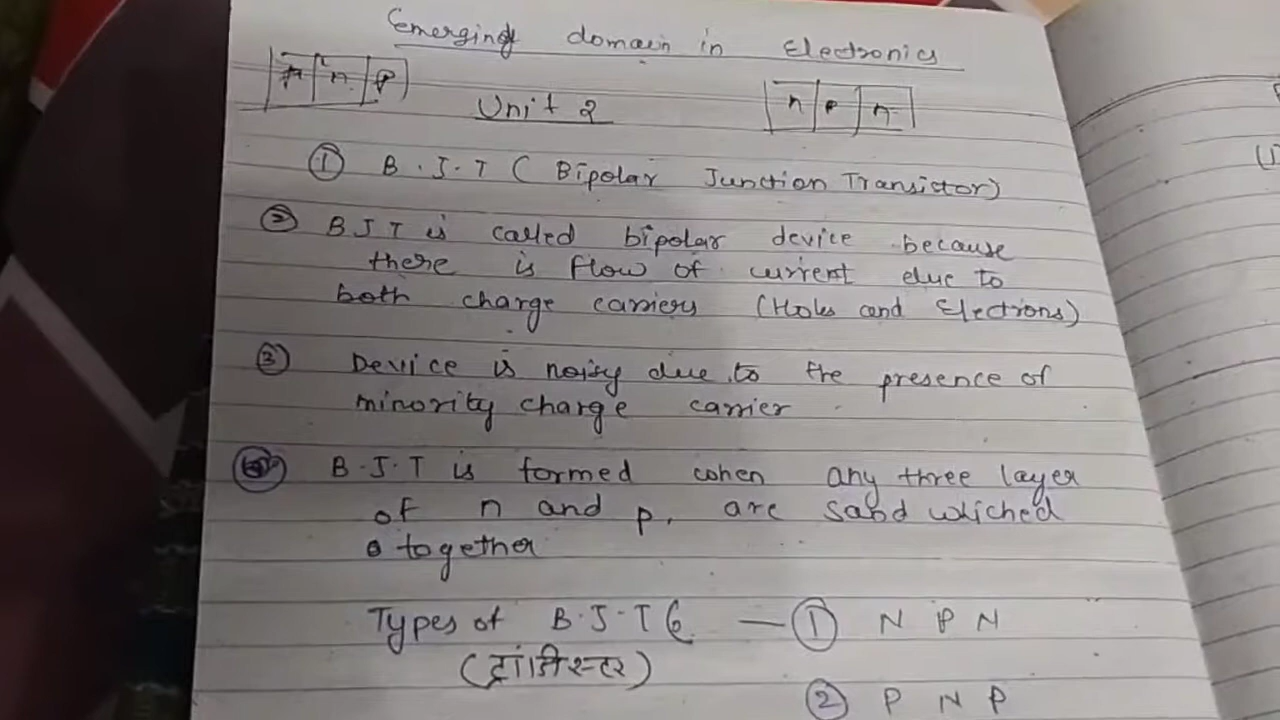 Emerging domain in Electronics
n p
n p n
Unit 2
① B.J.T ( Bipolar Junction Transistor)
② BJT is called bipolar device because
there is flow of current due to
both charge carriers (Holes and Electrons)
③ Device is noisy due to the presence of
minority charge carrier
B.J.T is formed when any three layer
of n and p, are sand wiched
together
Types of B.J.T — ① N P N
(ट्रांजिस्टर)
② P N P